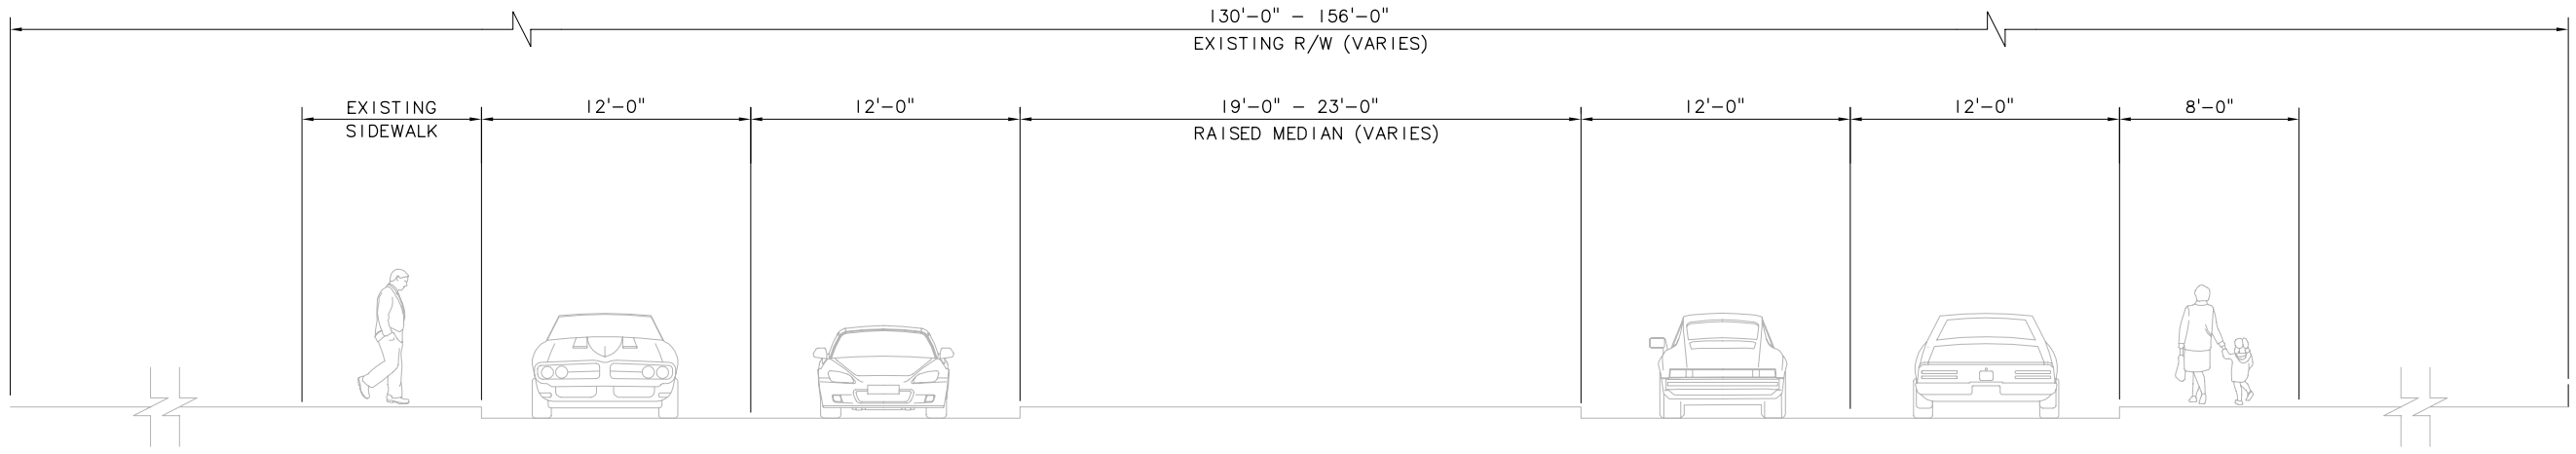 130'-0" - 156'-0"
EXISTING R/W (VARIES)
EXISTING
SIDEWALK
12'-0"
12'-0"
19'-0" - 23'-0"
RAISED MEDIAN (VARIES)
12'-0"
12'-0"
8'-0"